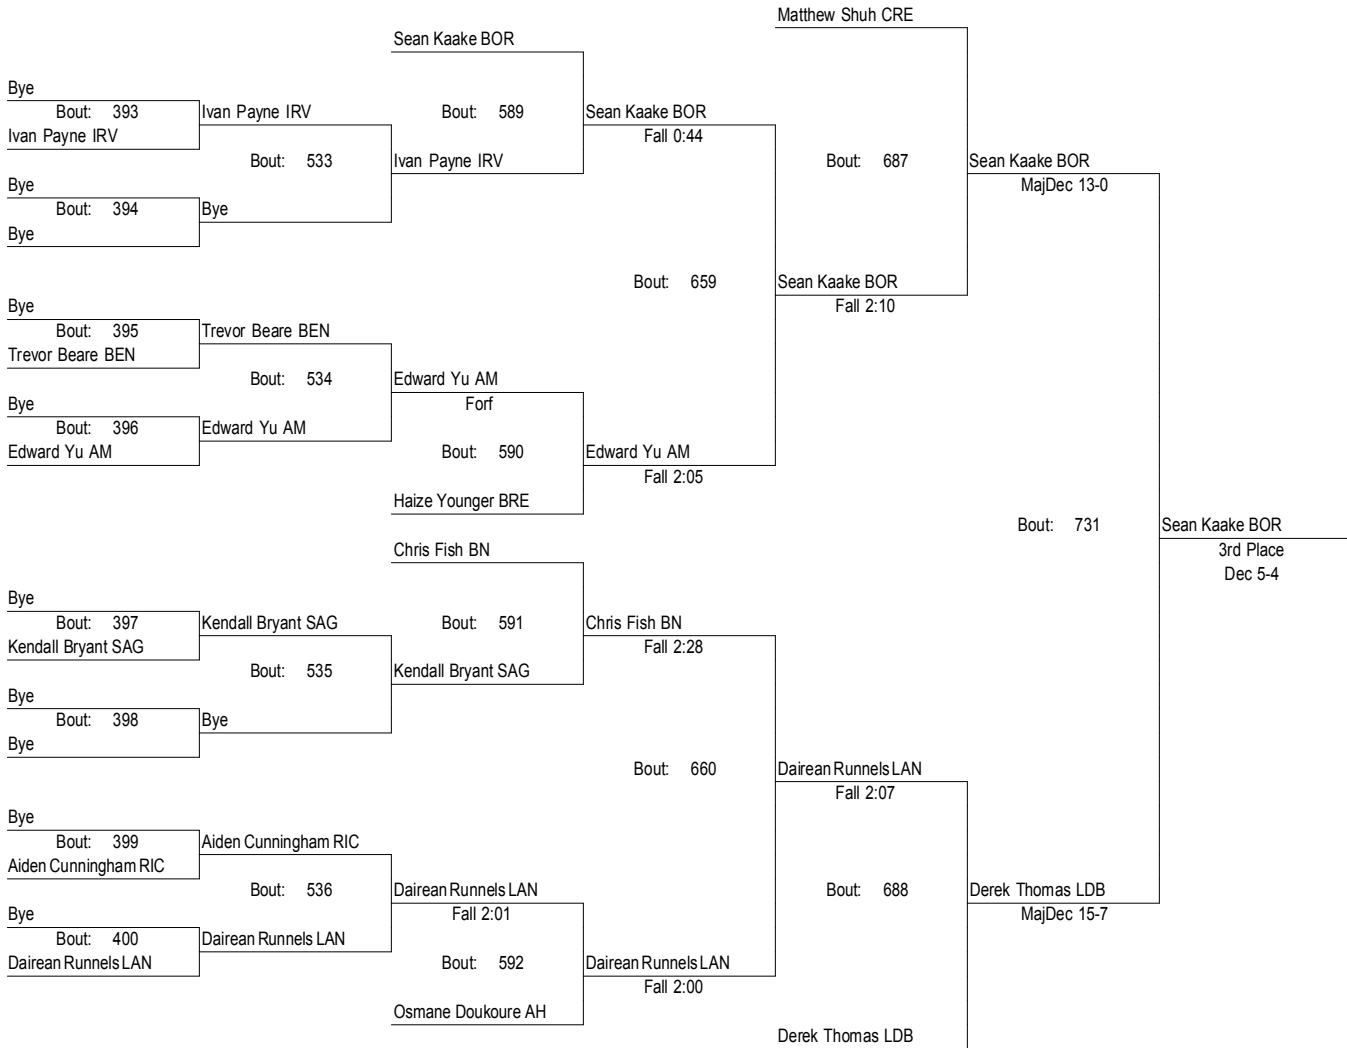 Matthew Shuh CRE
Sean Kaake BOR
Bye
Bout: 393 Ivan Payne IRV Bout: 589 Sean Kaake BOR
Ivan Payne IRV Fall 0:44
Bout: 533 Ivan Payne IRV Bout: 687 Sean Kaake BOR
Bye MajDec 13-0
Bout: 394 Bye
Bye
Bout: 659 Sean Kaake BOR
Bye Fall 2:10
Bout: 395 Trevor Beare BEN
Trevor Beare BEN
Bout: 534 Edward Yu AM
Bye Forf
Bout: 396 Edward Yu AM
Edward Yu AM Bout: 590 Edward Yu AM
Fall 2:05
Haize Younger BRE
Bout: 731 Sean Kaake BOR
Chris Fish BN 3rd Place
Dec 5-4
Bye
Bout: 397 Kendall Bryant SAG Bout: 591 Chris Fish BN
Kendall Bryant SAG Fall 2:28
Bout: 535 Kendall Bryant SAG
Bye
Bout: 398 Bye
Bye
Bout: 660 Dairean Runnels LAN
Fall 2:07
Bye
Bout: 399 Aiden Cunningham RIC
Aiden Cunningham RIC
Bout: 536 Dairean Runnels LAN Bout: 688 Derek Thomas LDB
Bye Fall 2:01 MajDec 15-7
Bout: 400 Dairean Runnels LAN
Dairean Runnels LAN Bout: 592 Dairean Runnels LAN
Fall 2:00
Osmane Doukoure AH
Derek Thomas LDB